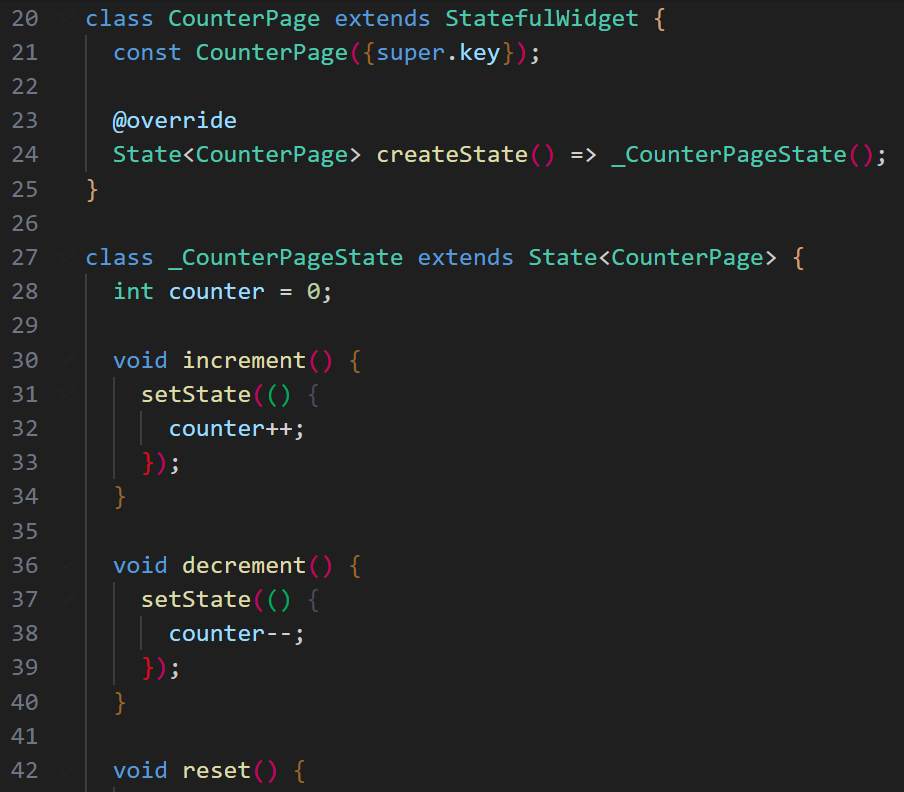 20 class CounterPage extends StatefulWidget {
21   const CounterPage({super.key});
22
23   @override
24   State<CounterPage> createState() => _CounterPageState();
25 }
26
27 class _CounterPageState extends State<CounterPage> {
28   int counter = 0;
29
30   void increment() {
31     setState(() {
32       counter++;
33     });
34   }
35
36   void decrement() {
37     setState(() {
38       counter--;
39     });
40   }
41
42   void reset() {